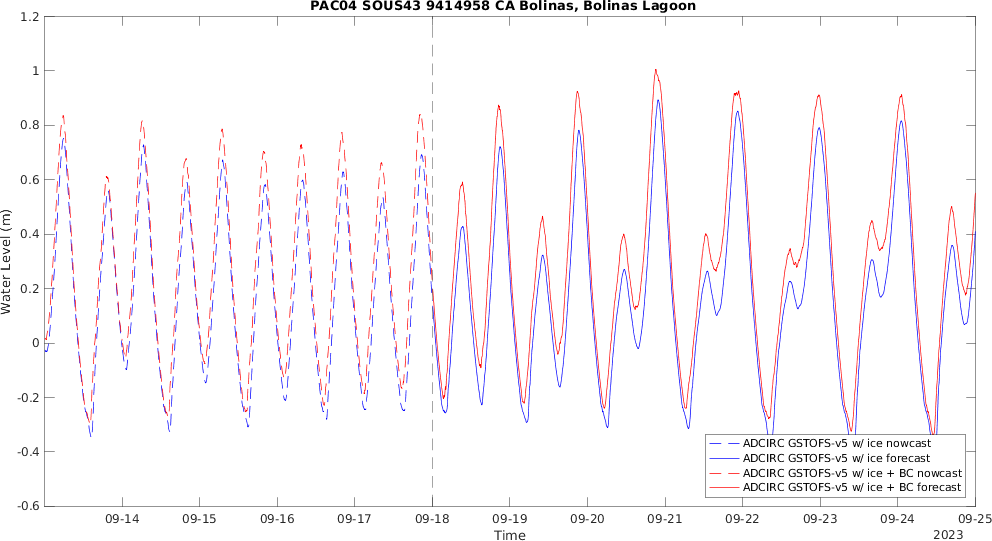 PAC04 SOUS43 9414958 CA Bolinas, Bolinas Lagoon
1.2
1
0.8
0.6
0.4
0.2
0
-0.2
-0.4
-0.6
Water Level (m)
ADCIRC GSTOFS-v5 w/ ice nowcast
ADCIRC GSTOFS-v5 w/ ice forecast
ADCIRC GSTOFS-v5 w/ ice + BC nowcast
ADCIRC GSTOFS-v5 w/ ice + BC forecast
09-14 09-15 09-16 09-17 09-18 09-19 09-20 09-21 09-22 09-23 09-24 09-25
Time
2023